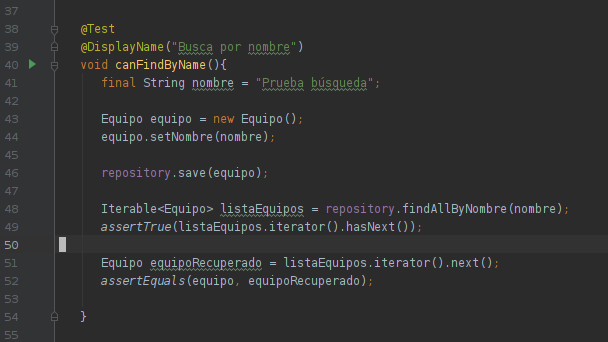 37
38 @Test
39 @DisplayName("Busca por nombre")
40 void canFindByName(){
41 final String nombre = "Prueba búsqueda";
42
43 Equipo equipo = new Equipo();
44 equipo.setNombre(nombre);
45
46 repository.save(equipo);
47
48 Iterable<Equipo> listaEquipos = repository.findAllByNombre(nombre);
49 assertTrue(listaEquipos.iterator().hasNext());
50
51 Equipo equipoRecuperado = listaEquipos.iterator().next();
52 assertEquals(equipo, equipoRecuperado);
53
54 }
55